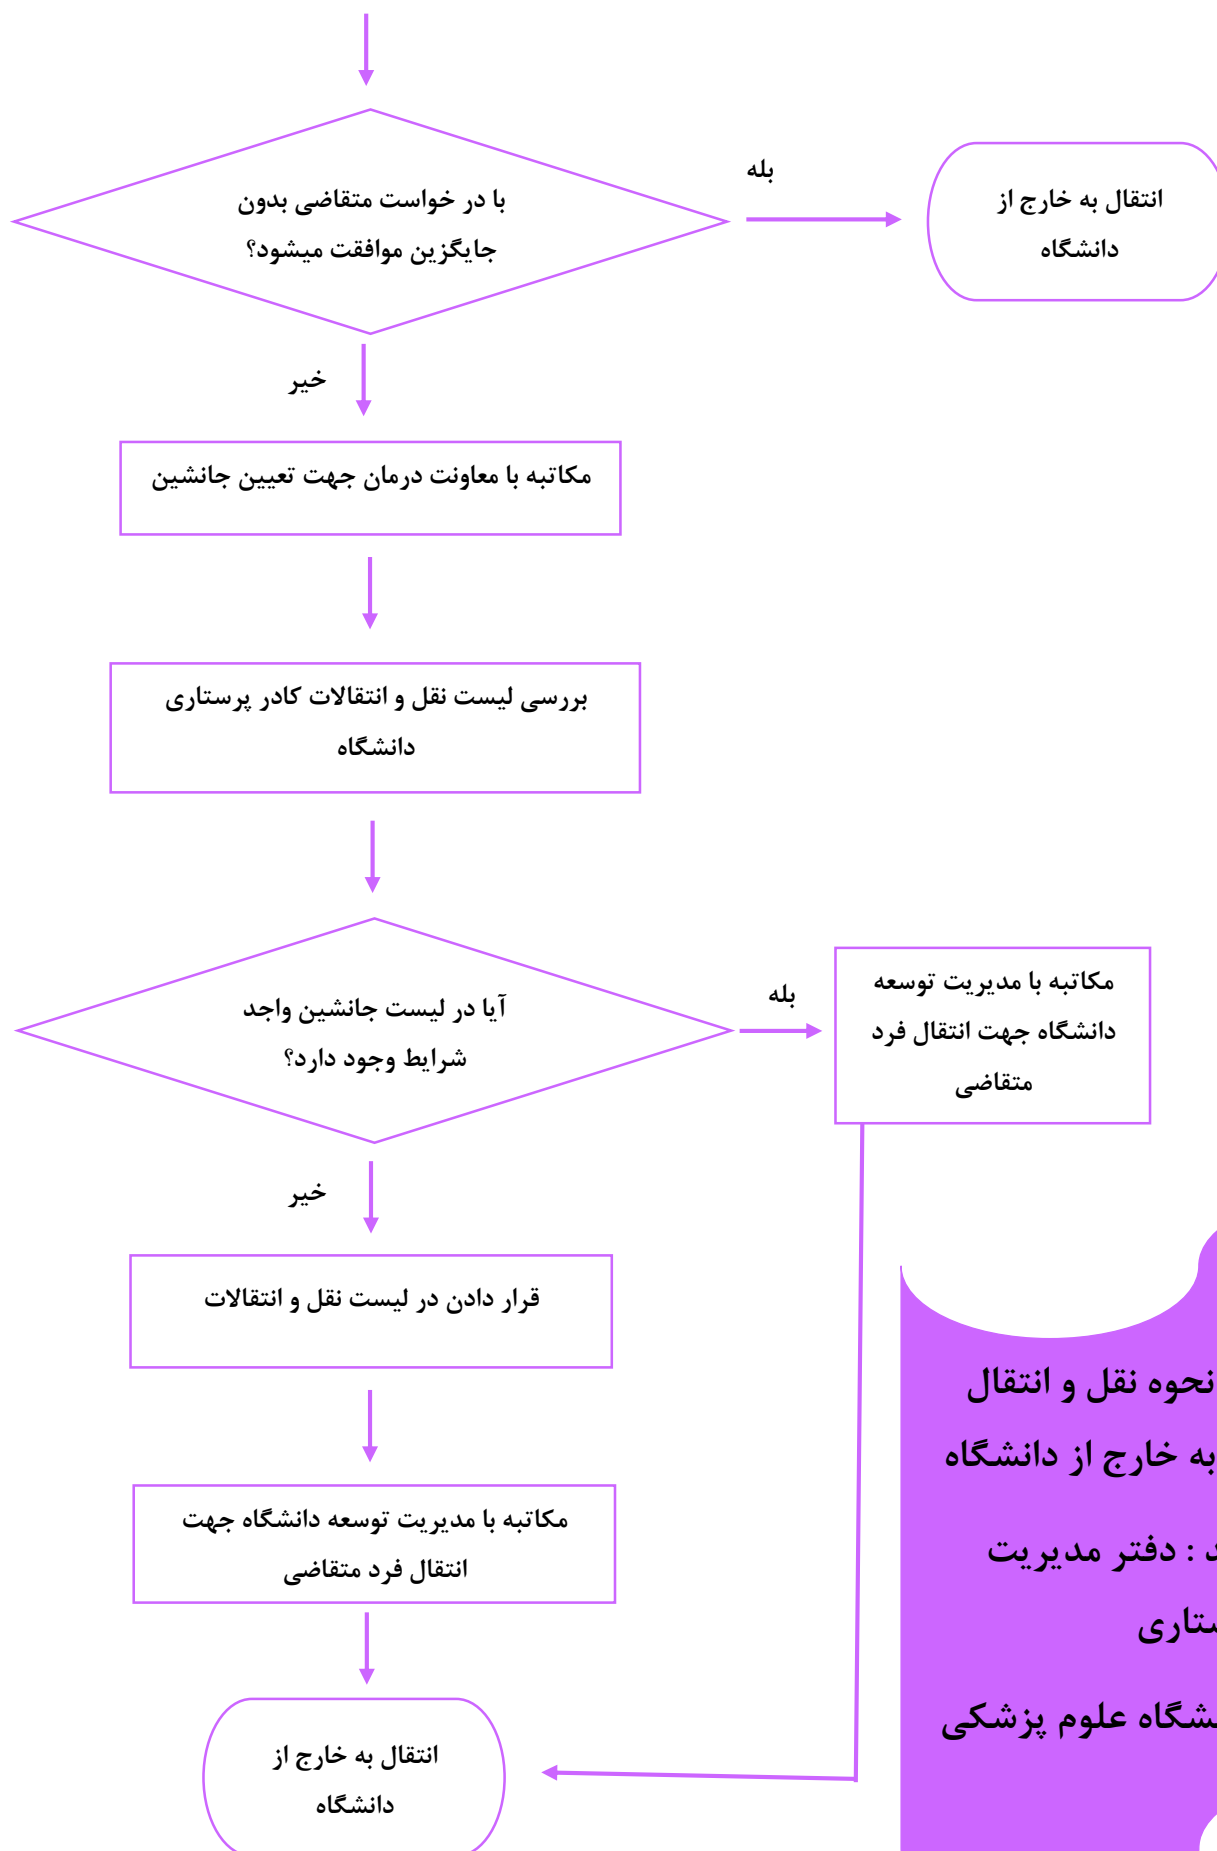 با در خواست متقاضی بدون
جایگزین موافقت میشود؟
بله
انتقال به خارج از
دانشگاه
خیر
مکاتبه با معاونت درمان جهت تعیین جانشین
بررسی لیست نقل و انتقالات کادر پرستاری
دانشگاه
آیا در لیست جانشین واجد
شرایط وجود دارد؟
بله
مکاتبه با مدیریت توسعه
دانشگاه جهت انتقال فرد
متقاضی
خیر
قرار دادن در لیست نقل و انتقالات
مکاتبه با مدیریت توسعه دانشگاه جهت
انتقال فرد متقاضی
انتقال به خارج از
دانشگاه
نحوه نقل و انتقال
به خارج از دانشگاه
: دفتر مدیریت
علوم پزشکی